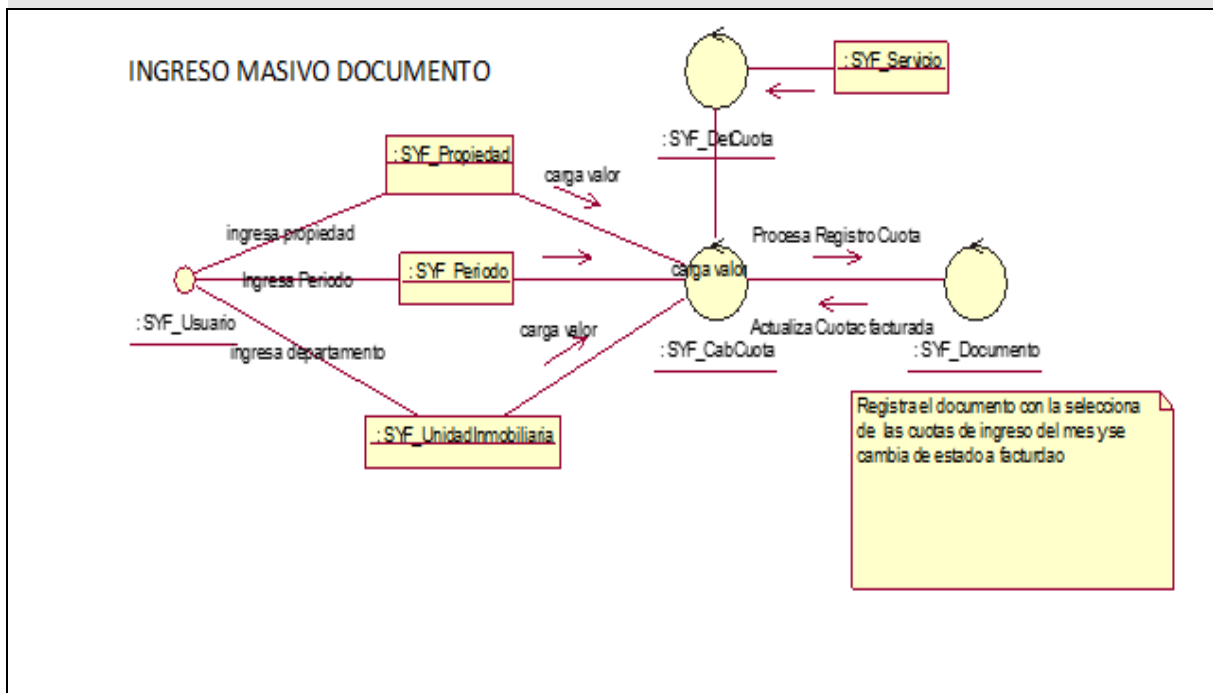 INGRESO MASIVO DOCUMENTO
: SYF_Servicio
: SYF_DetCuota
: SYF_Propiedad
carga valor
ingresa propiedad
Procesa Registro Cuota
: SYF_Periodo
carga valor
Ingresa Periodo
: SYF_Usuario
carga valor
Actualiza Cuotac facturada
ingresa departamento
: SYF_CabCuota
: SYF_Documento
: SYF_UnidadInmobiliaria
Registra el documento con la selecciona
de las cuotas de ingreso del mes y se
cambia de estado a facturdao